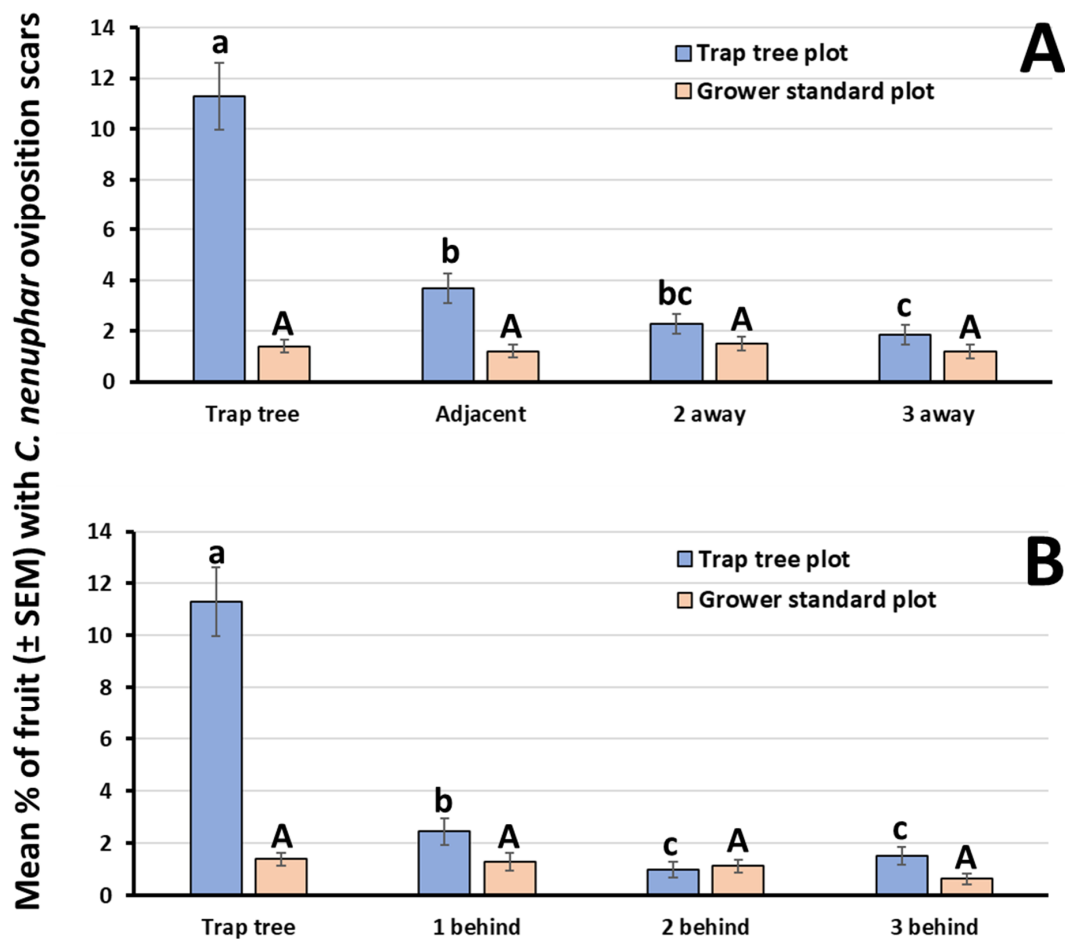 Mean % of fruit (± SEM) with C. nenuphar oviposition scars
A
Trap tree plot
Grower standard plot
14
12
10
8
6
4
2
0
a
A
b
A
bc
A
c
A
Trap tree
Adjacent
2 away
3 away
B
Trap tree plot
Grower standard plot
14
12
10
8
6
4
2
0
a
A
b
A
c
A
c
A
Trap tree
1 behind
2 behind
3 behind